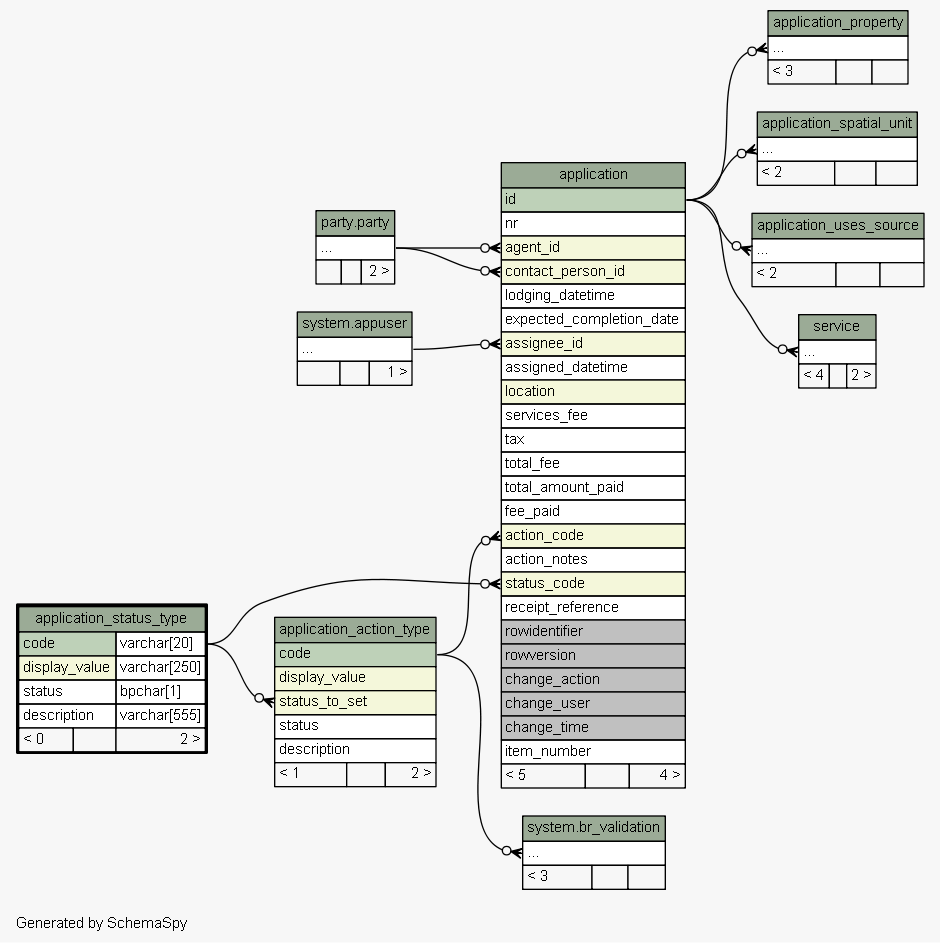 application_property
...
< 3
application_spatial_unit
...
< 2
application_uses_source
...
< 2
service
...
< 4 2 >
application
id
nr
agent_id
contact_person_id
lodging_datetime
expected_completion_date
assignee_id
assigned_datetime
location
services_fee
tax
total_fee
total_amount_paid
fee_paid
action_code
action_notes
status_code
receipt_reference
rowidentifier
rowversion
change_action
change_user
change_time
item_number
< 5 4 >
party.party
...
2 >
system.appuser
...
1 >
application_status_type
code varchar[20]
display_value varchar[250]
status bpchar[1]
description varchar[555]
< 0 2 >
application_action_type
code
display_value
status_to_set
status
description
< 1 2 >
system.br_validation
...
< 3
Generated by SchemaSpy